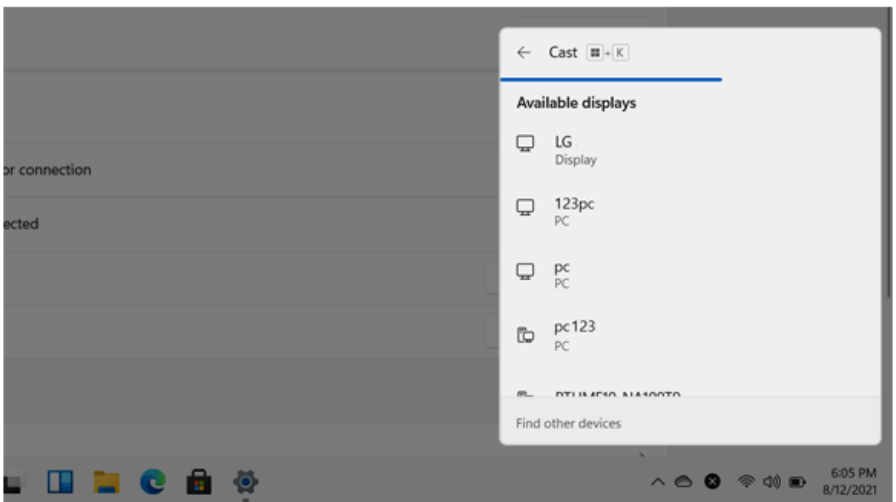 Cast + K
Available displays
LG
Display
123pc
PC
pc
PC
pc123
PC
or connection
ected
Find other devices
6:05 PM
8/12/2021